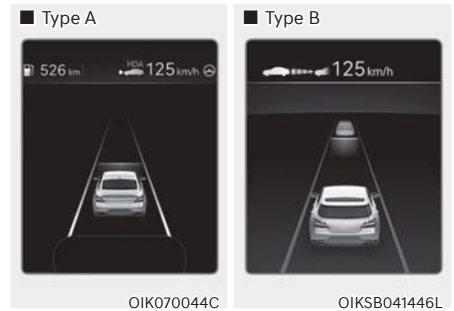 ■ Type A
526 km
HDA
125 km/h
OIK070044C
■ Type B
125 km/h
OIKSB041446L